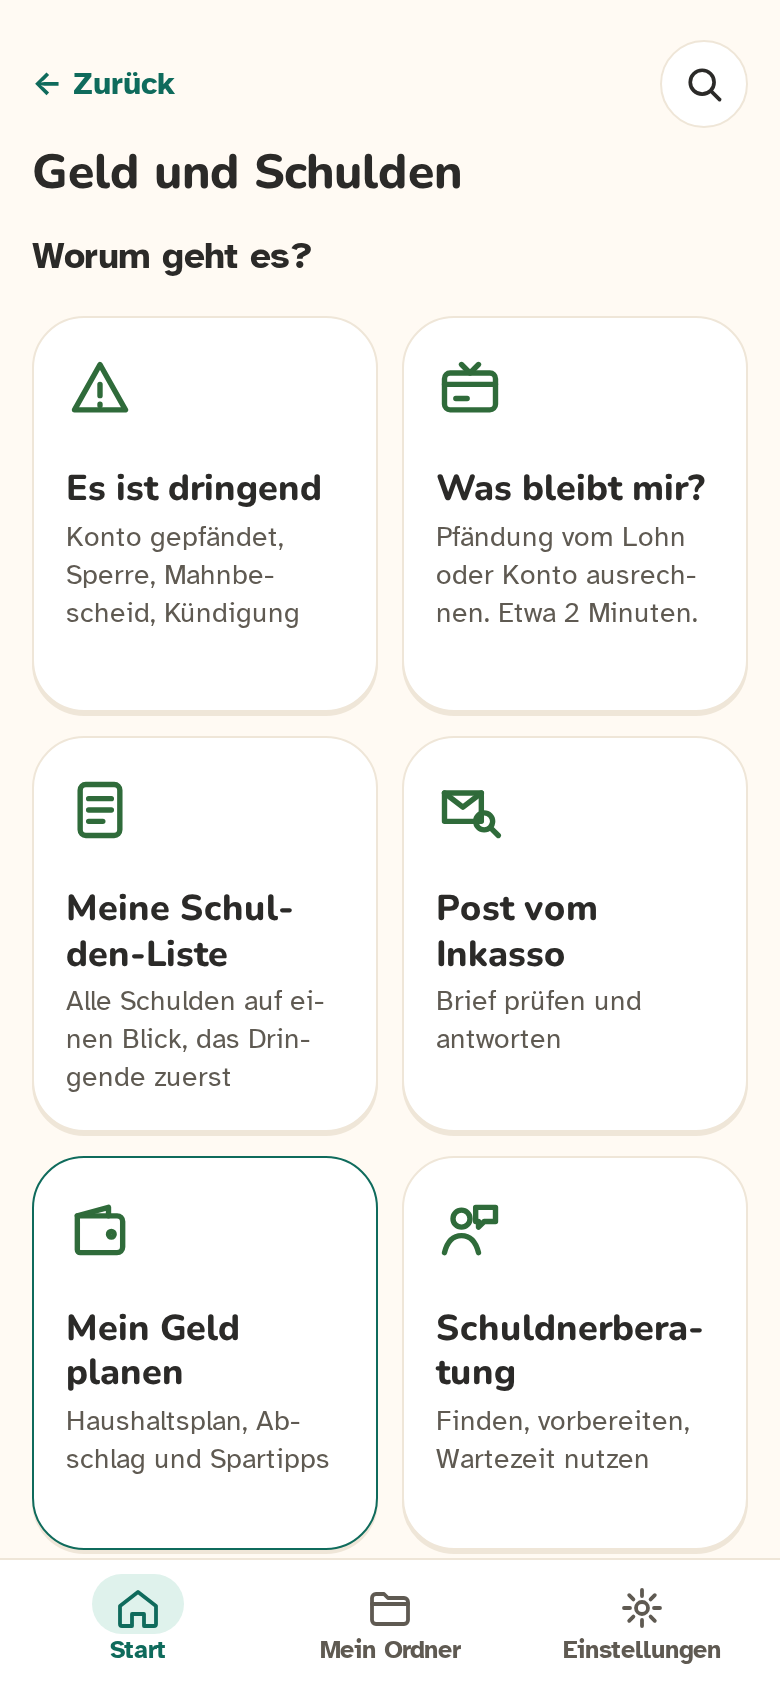 Zurück
Geld und Schulden
Worum geht es?
Es ist dringend
Konto gepfändet,
Sperre, Mahnbe-
scheid, Kündigung
Was bleibt mir?
Pfändung vom Lohn
oder Konto ausrech-
nen. Etwa 2 Minuten.
Meine Schul-
den-Liste
Alle Schulden auf ei-
nen Blick, das Drin-
gende zuerst
Post vom
Inkasso
Brief prüfen und
antworten
Mein Geld
planen
Haushaltsplan, Ab-
schlag und Spartipps
Schuldnerbera-
tung
Finden, vorbereiten,
Wartezeit nutzen
Start
Mein Ordner
Einstellungen